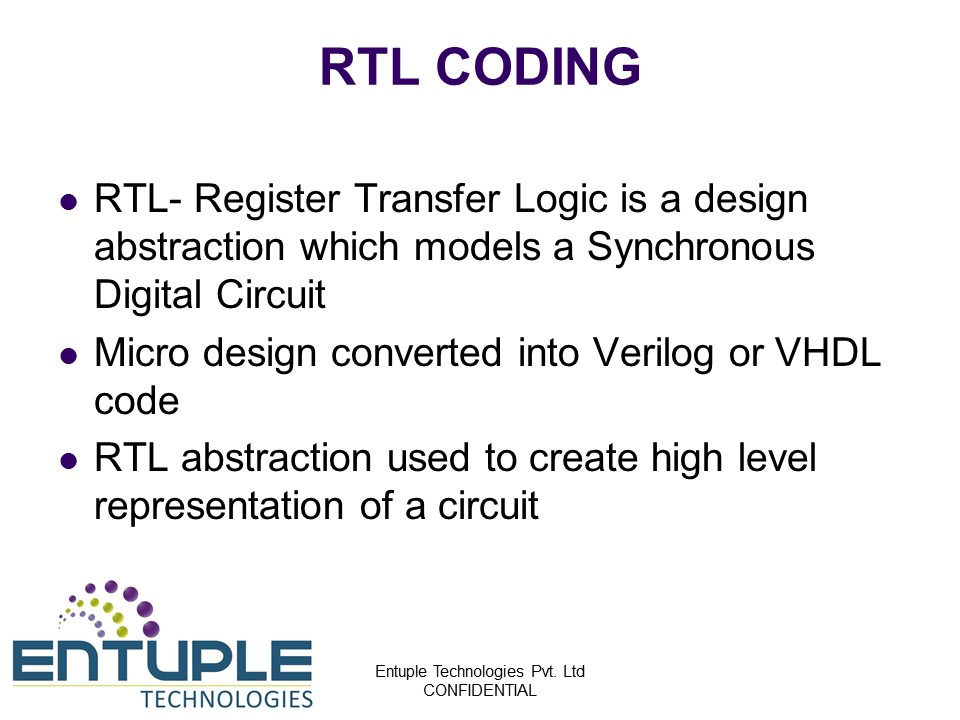 RTL CODING
RTL- Register Transfer Logic is a design
abstraction which models a Synchronous
Digital Circuit
Micro design converted into Verilog or VHDL
code
RTL abstraction used to create high level
representation of a circuit
ENTUPLE
TECHNOLOGIES
Entuple Technologies Pvt. Ltd
CONFIDENTIAL